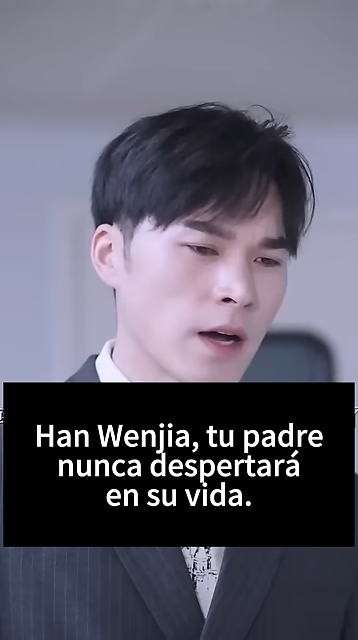 Han Wenjia, tu padre
nunca despertará
en su vida.